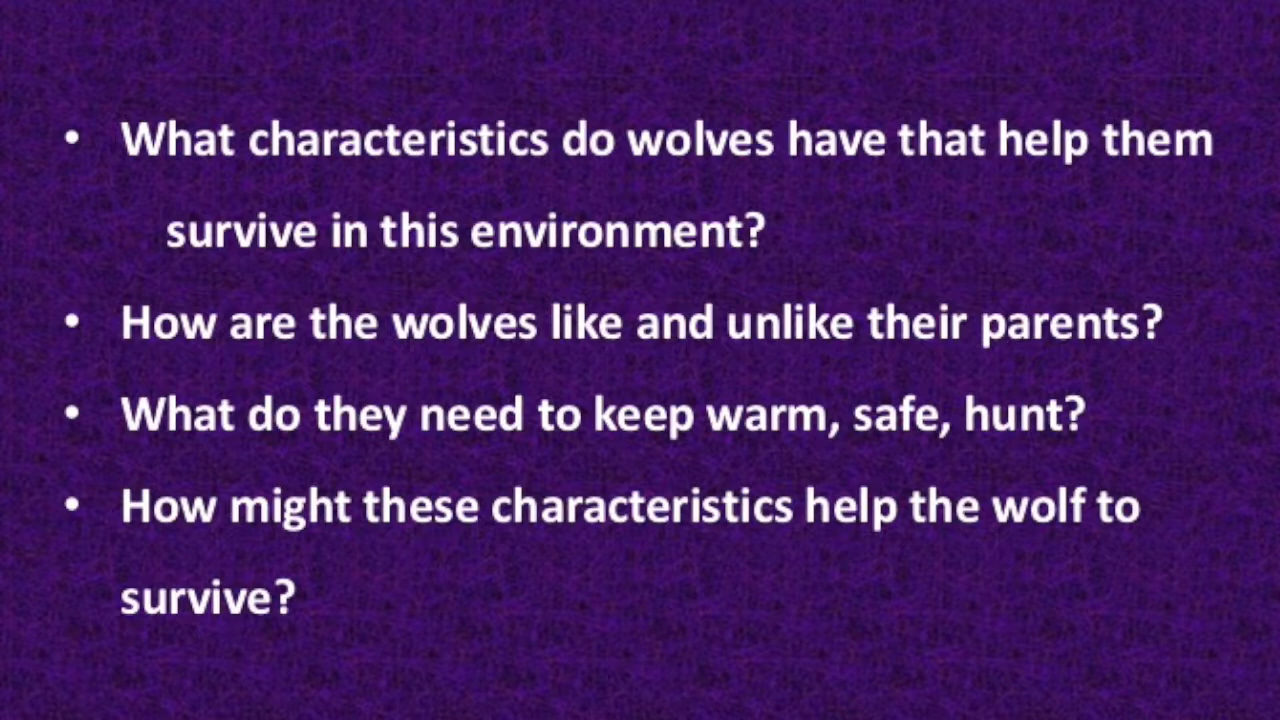 • What characteristics do wolves have that help them
survive in this environment?
• How are the wolves like and unlike their parents?
• What do they need to keep warm, safe, hunt?
• How might these characteristics help the wolf to
survive?